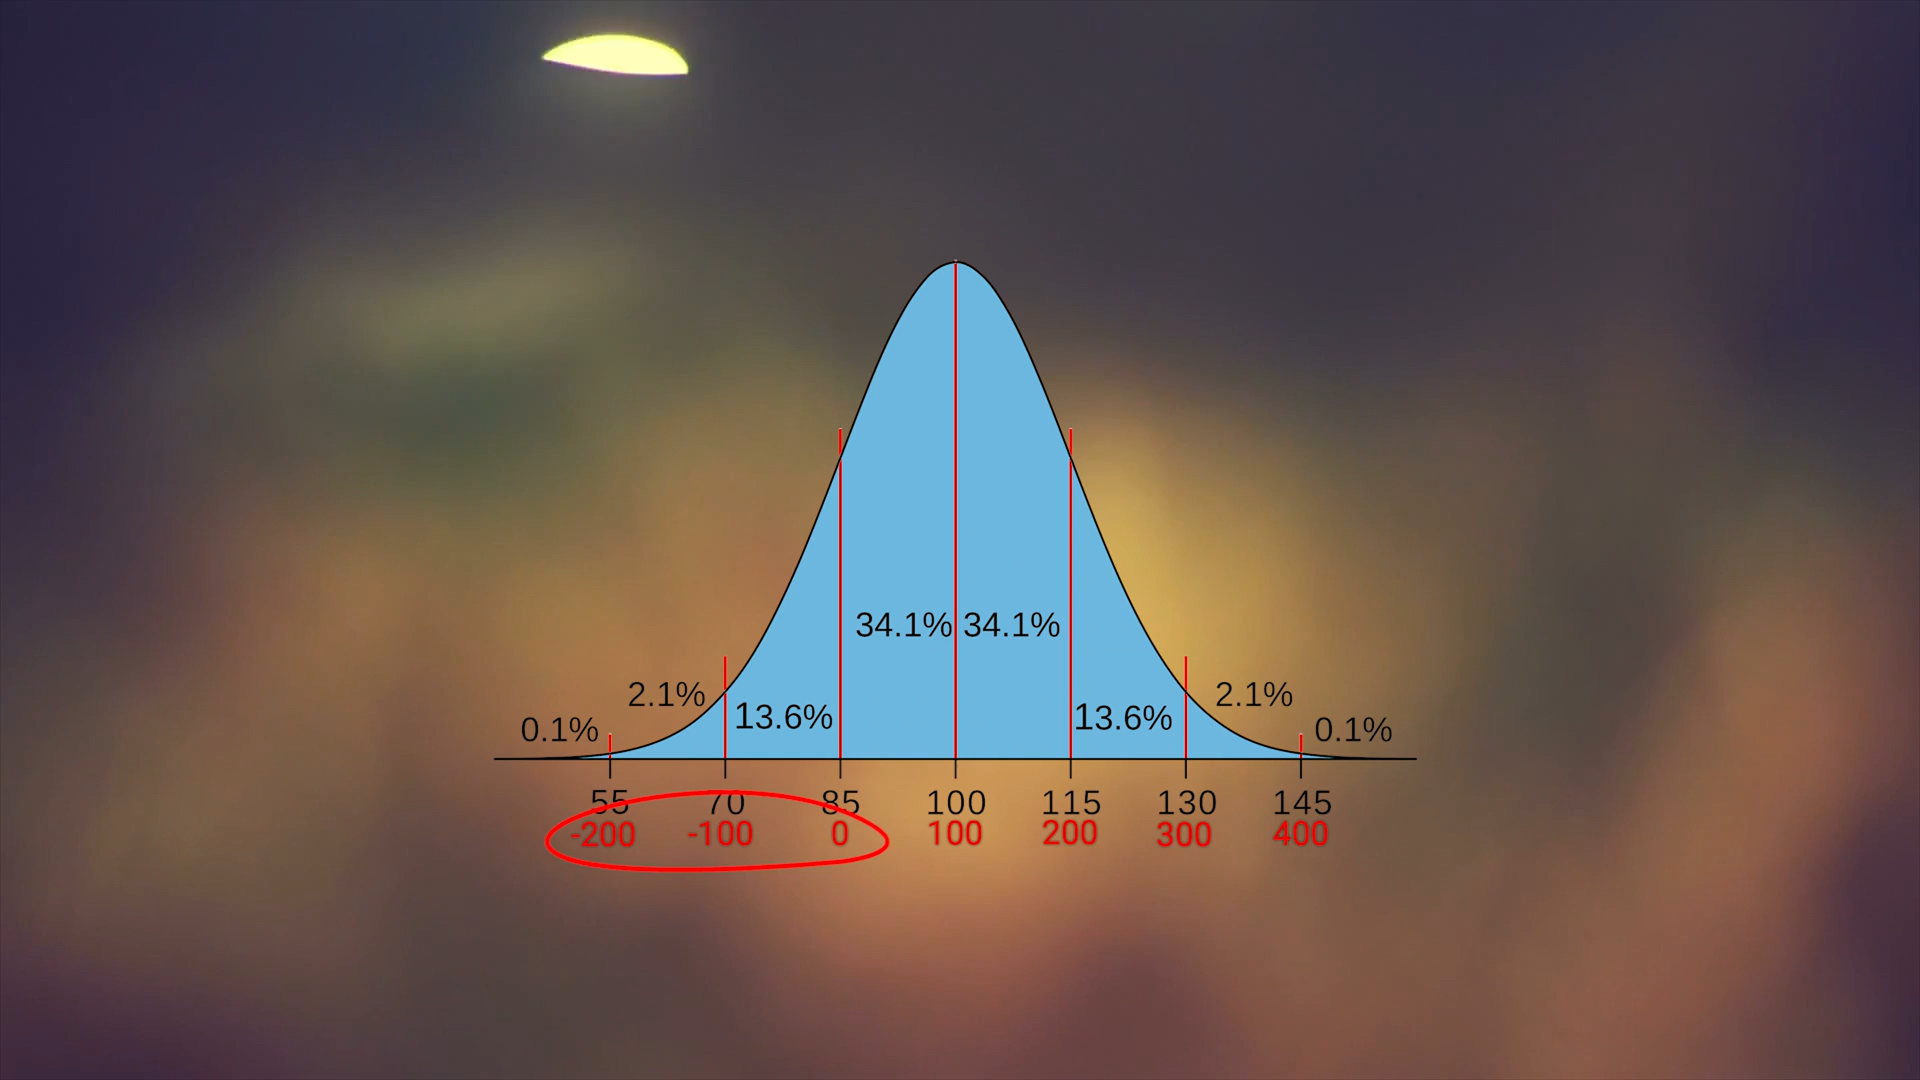 34.1% 34.1%
2.1% 2.1%
13.6% 13.6%
0.1% 0.1%
55 70 85 100 115 130 145
-200 -100 0 100 200 300 400